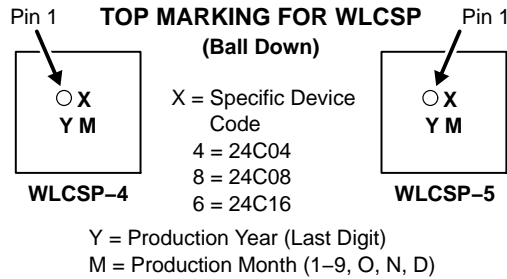 Pin 1 TOP MARKING FOR WLCSP Pin 1
(Ball Down)
X = Specific Device
Code
4 = 24C04
8 = 24C08
6 = 24C16
X
Y M
WLCSP–4
X
Y M
WLCSP–5
Y = Production Year (Last Digit)
M = Production Month (1–9, O, N, D)